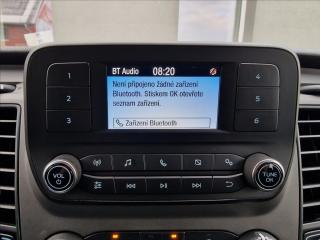 BT Audio 08:20
Není připojeno žádné zařízení
Bluetooth. Stiskem OK otevřete
seznam zařízení.
Zařízení Bluetooth
1
2
3
4
5
6
VOL
TUNE
OK